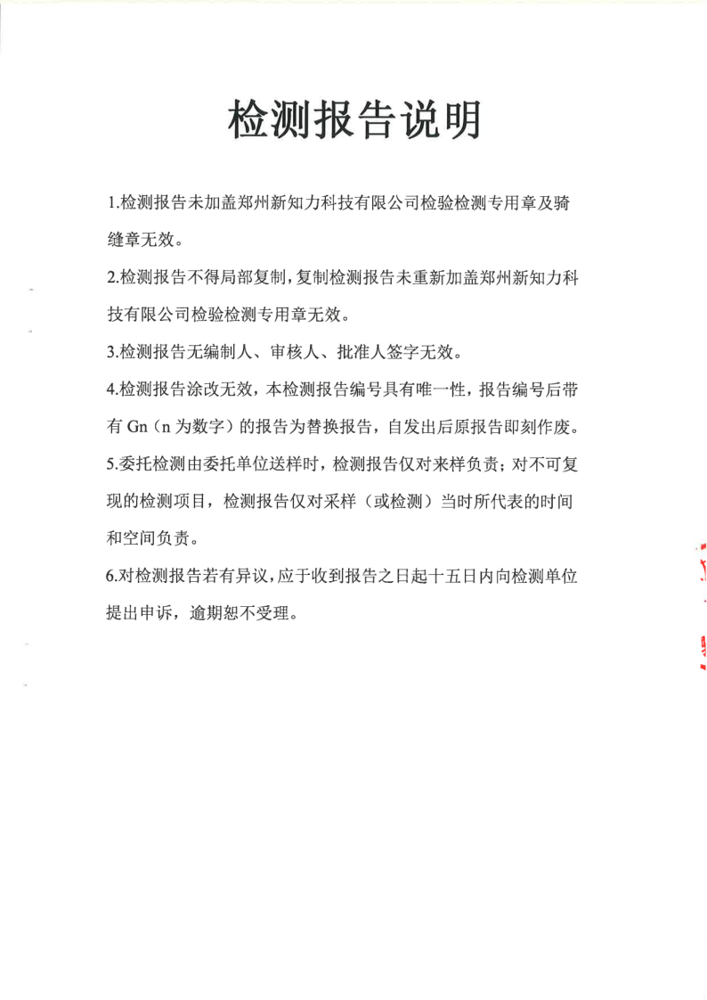 检测报告说明
1.检测报告未加盖郑州新知力科技有限公司检验检测专用章及骑
缝章无效。
2.检测报告不得局部复制，复制检测报告未重新加盖郑州新知力科
技有限公司检验检测专用章无效。
3.检测报告无编制人、审核人、批准人签字无效。
4.检测报告涂改无效，本检测报告编号具有唯一性，报告编号后带
有 Gn（n 为数字）的报告为替换报告，自发出后原报告即刻作废。
5.委托检测由委托单位送样时，检测报告仅对来样负责；对不可复
现的检测项目，检测报告仅对采样（或检测）当时所代表的时间
和空间负责。
6.对检测报告若有异议，应于收到报告之日起十五日内向检测单位
提出申诉，逾期恕不受理。